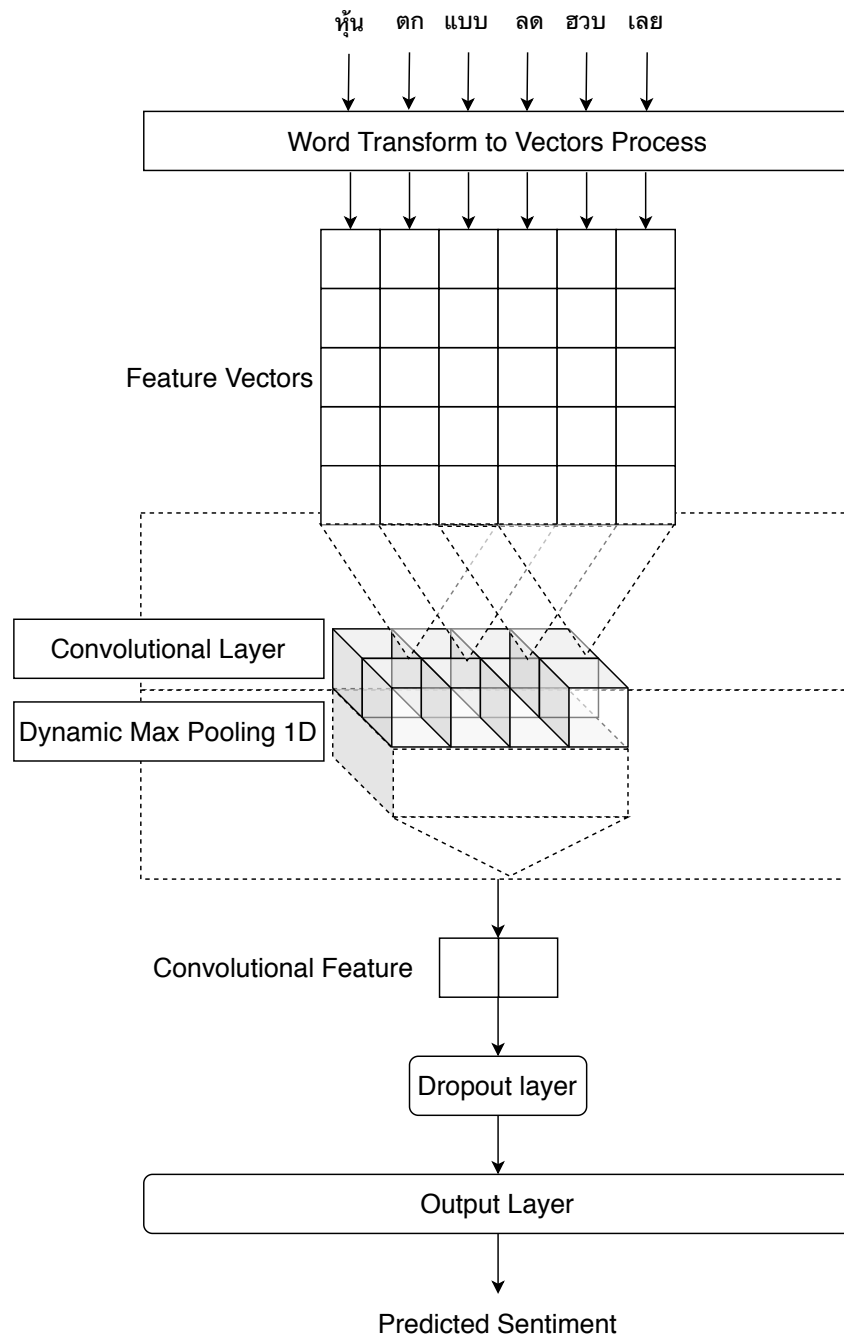 หุ้น ตก แบบ ลด ฮวบ เลย
Word Transform to Vectors Process
Feature Vectors
Convolutional Layer
Dynamic Max Pooling 1D
Convolutional Feature
Dropout layer
Output Layer
Predicted Sentiment